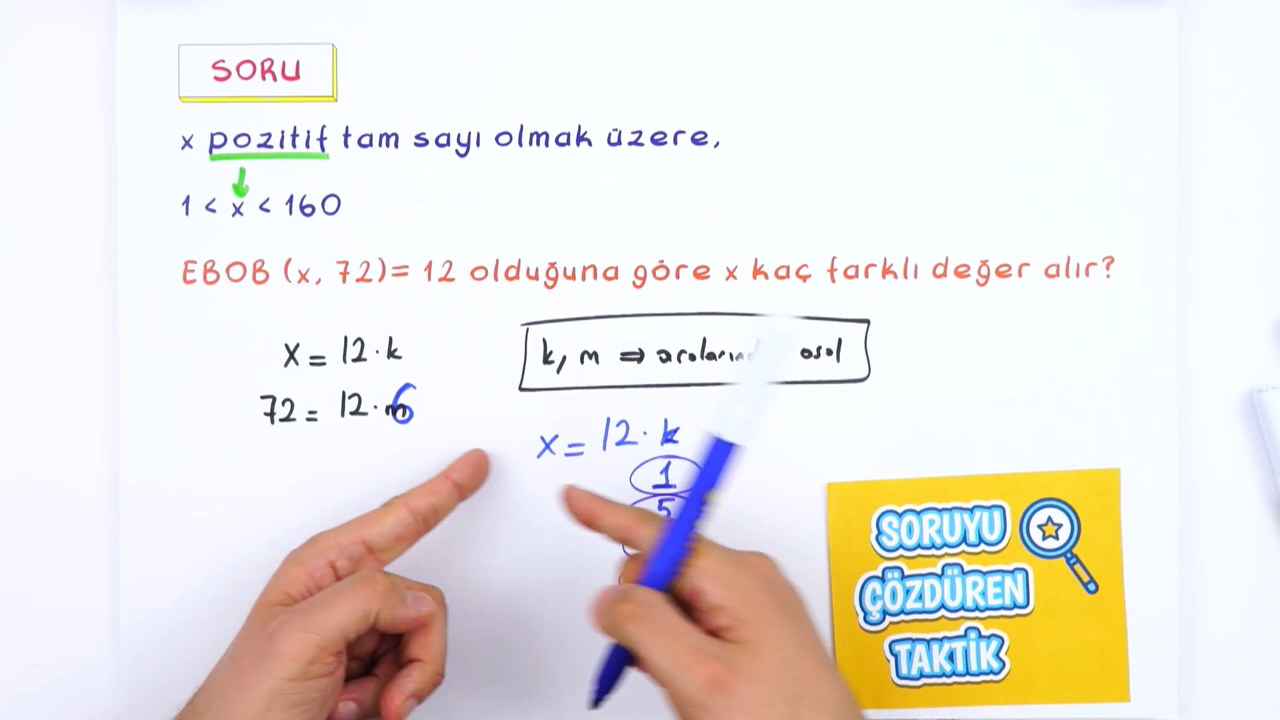 SORU
x pozitif tam sayı olmak üzere,
1 < x < 160
EBOB (x, 72)= 12 olduğuna göre x kaç farklı değer alır?
x = 12 · k
72 = 12 · 6
k, m ⇒ asal
x = 12 · k
1
5
SORUYU
ÇÖZDÜREN
TAKTİK